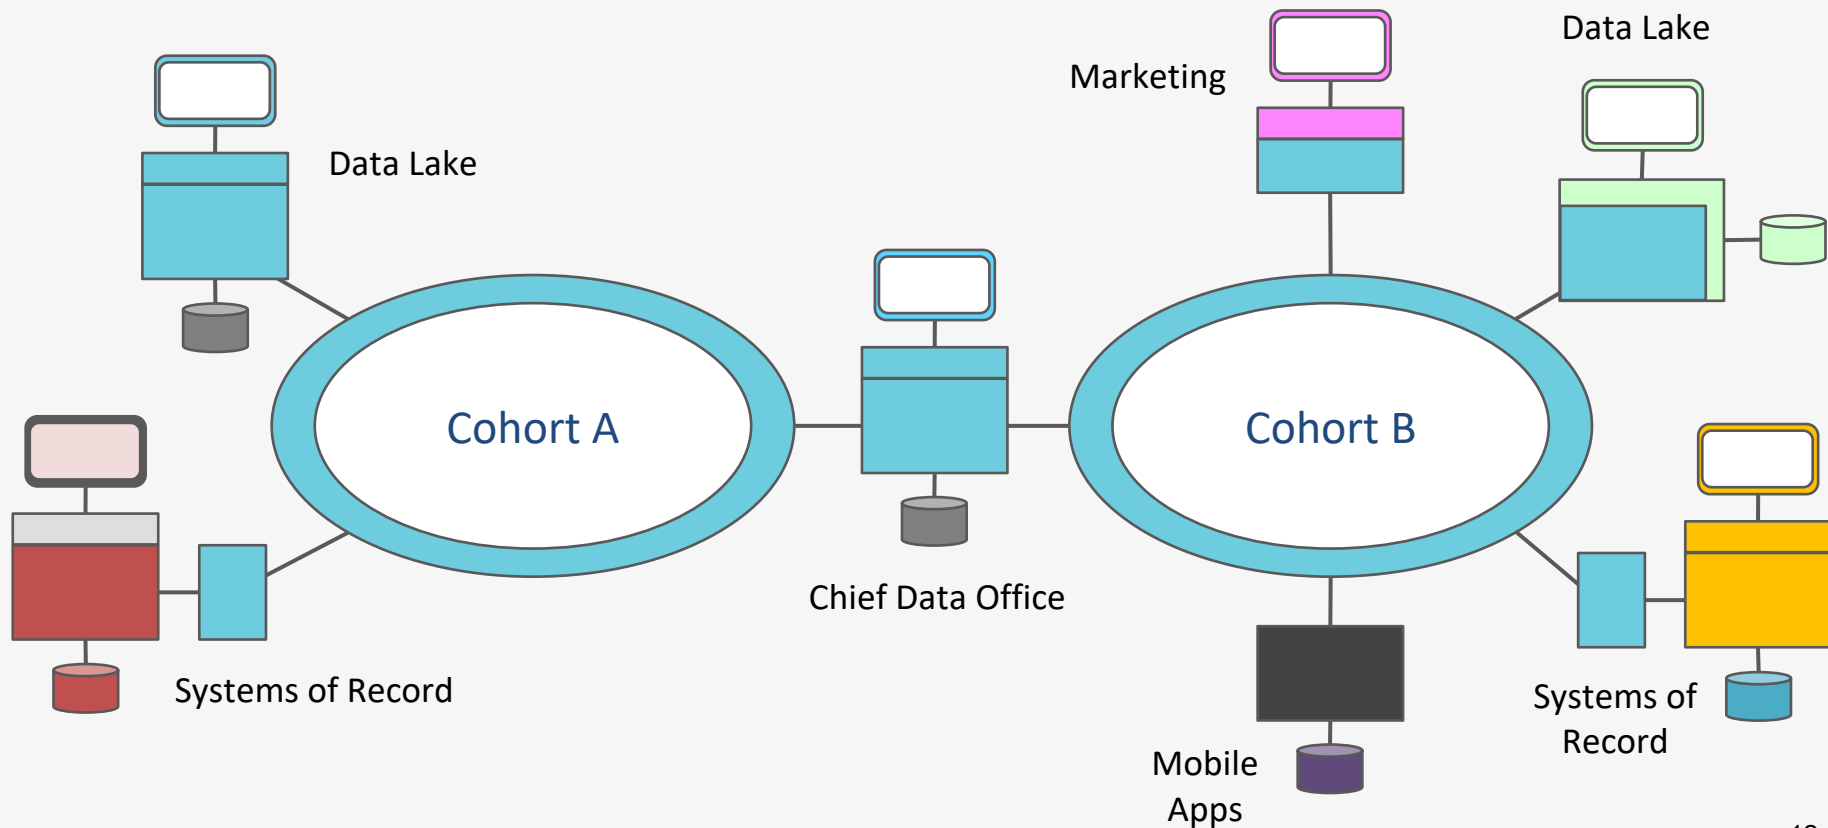 Data Lake
Marketing
Data Lake
Cohort A
Cohort B
Chief Data Office
Systems of Record
Systems of
Record
Mobile
Apps